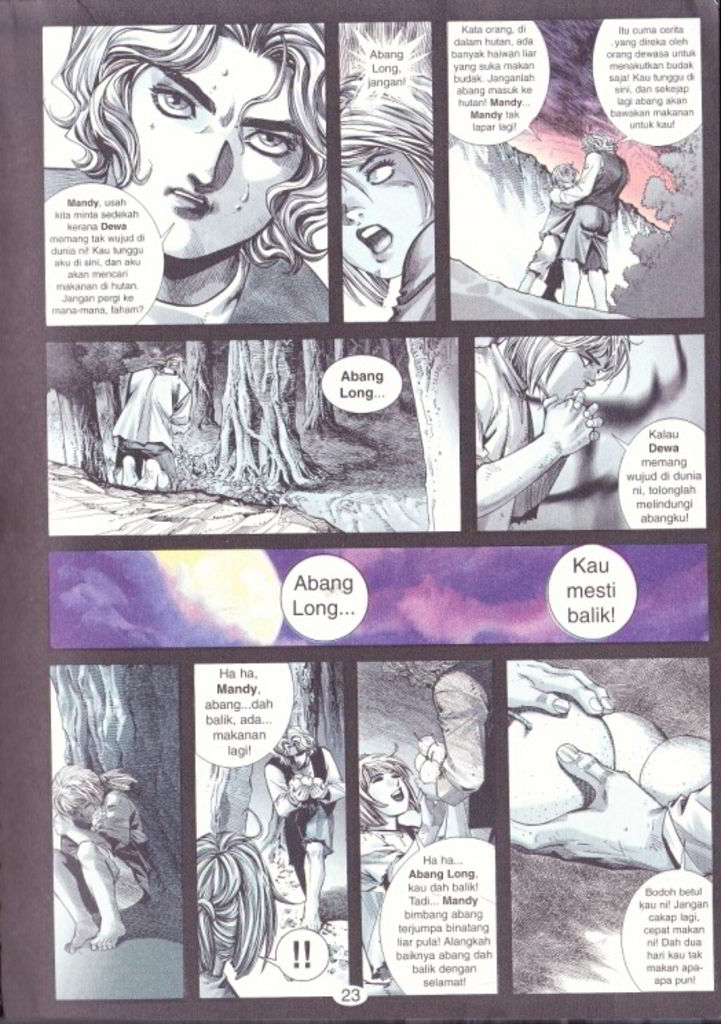 Mandy, usah
kita minta sedekah
kerana Dewa
memang tak wujud di
dunia ni! Kau tunggu
aku di sini, dan aku
akan mencari
makanan di hutan.
Jangan pergi ke
mana-mana, faham?
Abang
Long,
jangan!
Kata orang, di
dalam hutan, ada
banyak haiwan liar
yang suka makan
budak. Janganlah
abang masuk ke
hutan! Mandy...
Mandy tak
lapar lagi!
Itu cuma cerita
yang direka oleh
orang dewasa untuk
menakutkan budak
saja! Kau tunggu di
sini, dan sekejap
lagi abang akan
bawakan makanan
untuk kau!
Abang
Long...
Kalau
Dewa
memang
wujud di dunia
ni, tolonglah
melindungi
abangku!
Abang
Long...
Kau
mesti
balik!
Ha ha,
Mandy,
abang...dah
balik, ada...
makanan
lagi!
!!
Ha ha...
Abang Long,
kau dah balik!
Tadi... Mandy
bimbang abang
terjumpa binatang
liar pula! Alangkah
baiknya abang dah
balik dengan
selamat!
Bodoh betul
kau ni! Jangan
cakap lagi,
cepat makan
ni! Dah dua
hari kau tak
makan apa-
apa pun!
23